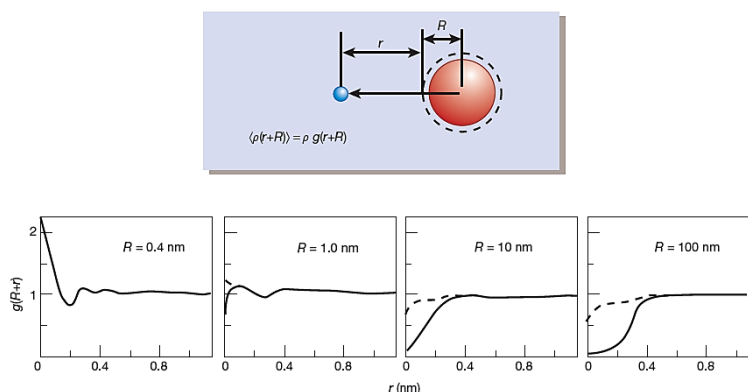 R
r
⟨ρ(r+R)⟩ = ρ g(r+R)
g(R+r)
2
1
0
R = 0.4 nm
R = 1.0 nm
R = 10 nm
R = 100 nm
0 0.4 0.8
0 0.4 0.8
0 0.4 0.8
0 0.4 0.8
r (nm)